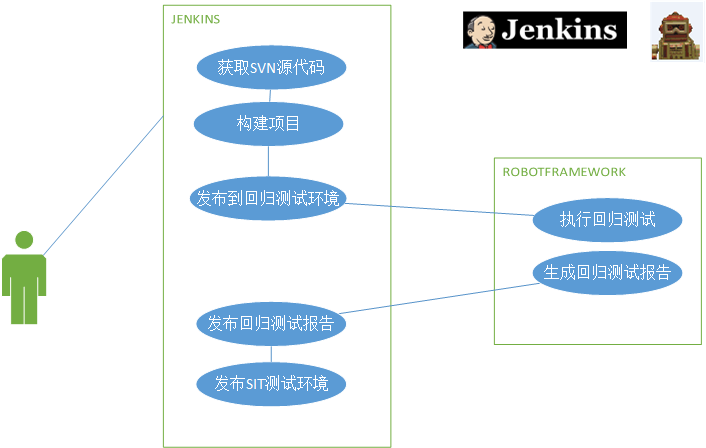 JENKINS
Jenkins
获取SVN源代码
构建项目
发布到回归测试环境
ROBOTFRAMEWORK
执行回归测试
生成回归测试报告
发布回归测试报告
发布SIT测试环境